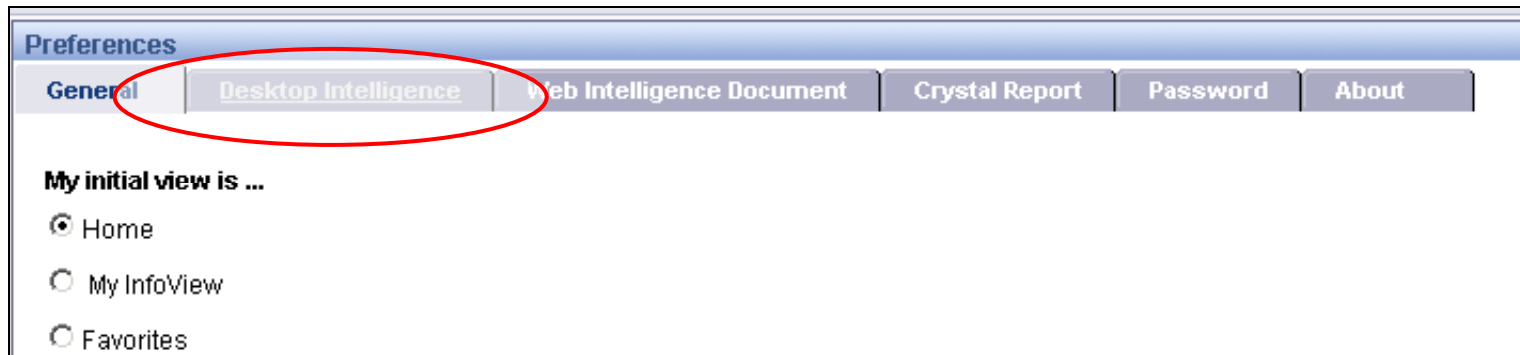 Preferences
General Desktop Intelligence Web Intelligence Document Crystal Report Password About
My initial view is ...
Home
My InfoView
Favorites